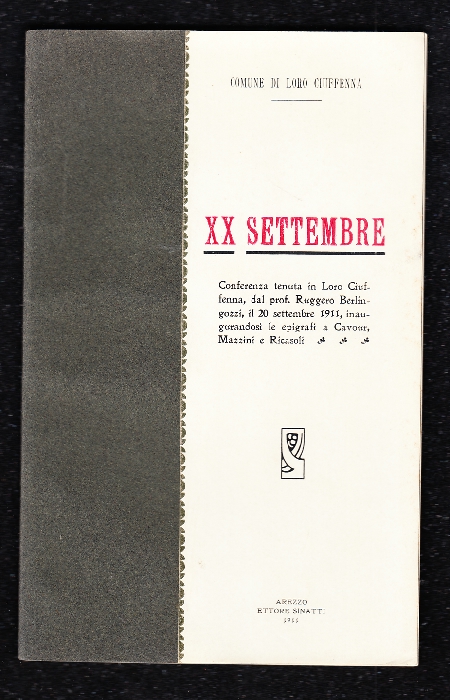 COMUNE DI LORO CIUFFENNA
XX SETTEMBRE
Conferenza tenuta in Loro Ciuf-
fenna, dal prof. Ruggero Berlin-
gozzi, il 20 settembre 1911, inau-
gurandosi le epigrafi a Cavour,
Mazzini e Ricasoli
AREZZO
ETTORE SINATTI